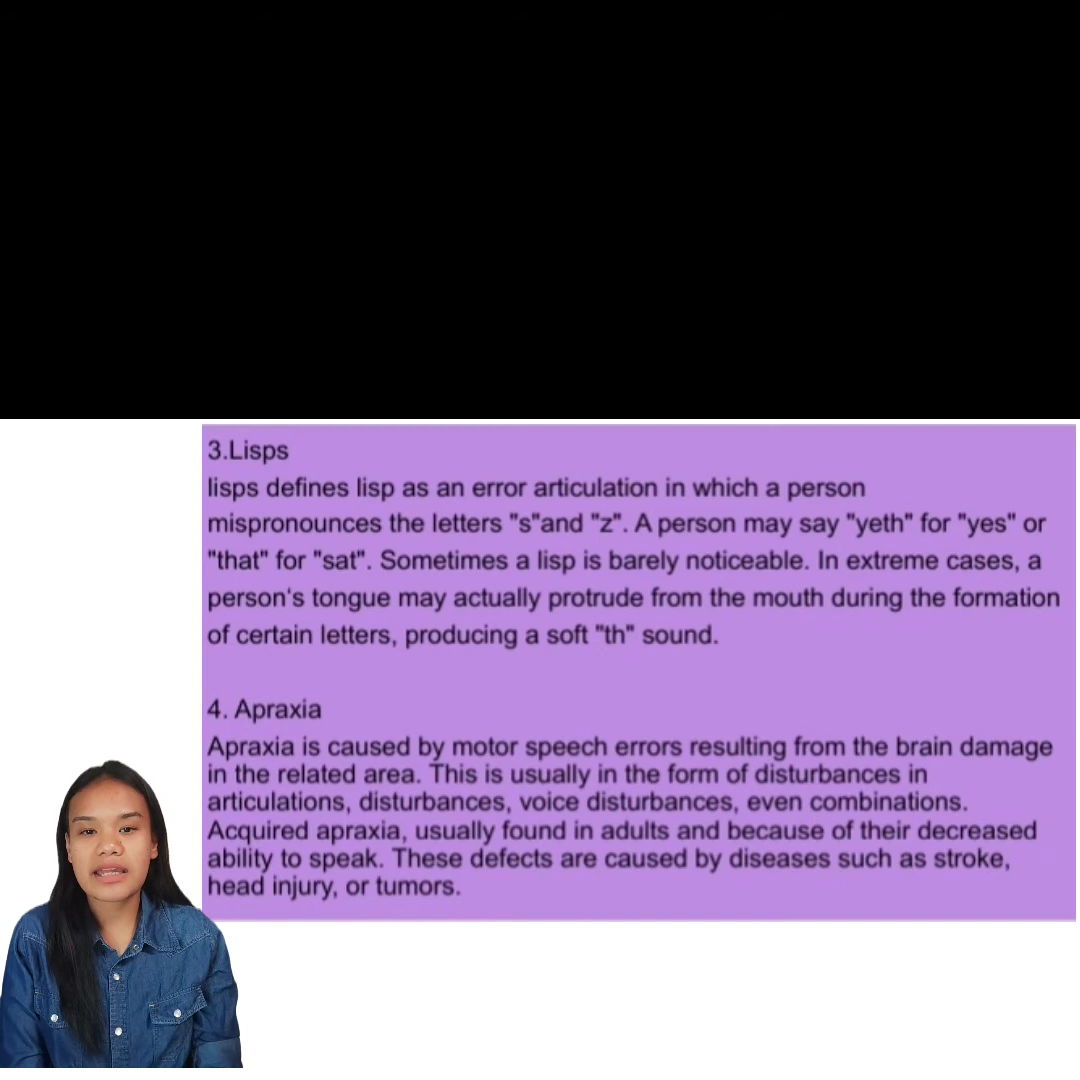 3.Lisps
lisps defines lisp as an error articulation in which a person
mispronounces the letters "s"and "z". A person may say "yeth" for "yes" or
"that" for "sat". Sometimes a lisp is barely noticeable. In extreme cases, a
person's tongue may actually protrude from the mouth during the formation
of certain letters, producing a soft "th" sound.
4. Apraxia
Apraxia is caused by motor speech errors resulting from the brain damage
in the related area. This is usually in the form of disturbances in
articulations, disturbances, voice disturbances, even combinations.
Acquired apraxia, usually found in adults and because of their decreased
ability to speak. These defects are caused by diseases such as stroke,
head injury, or tumors.